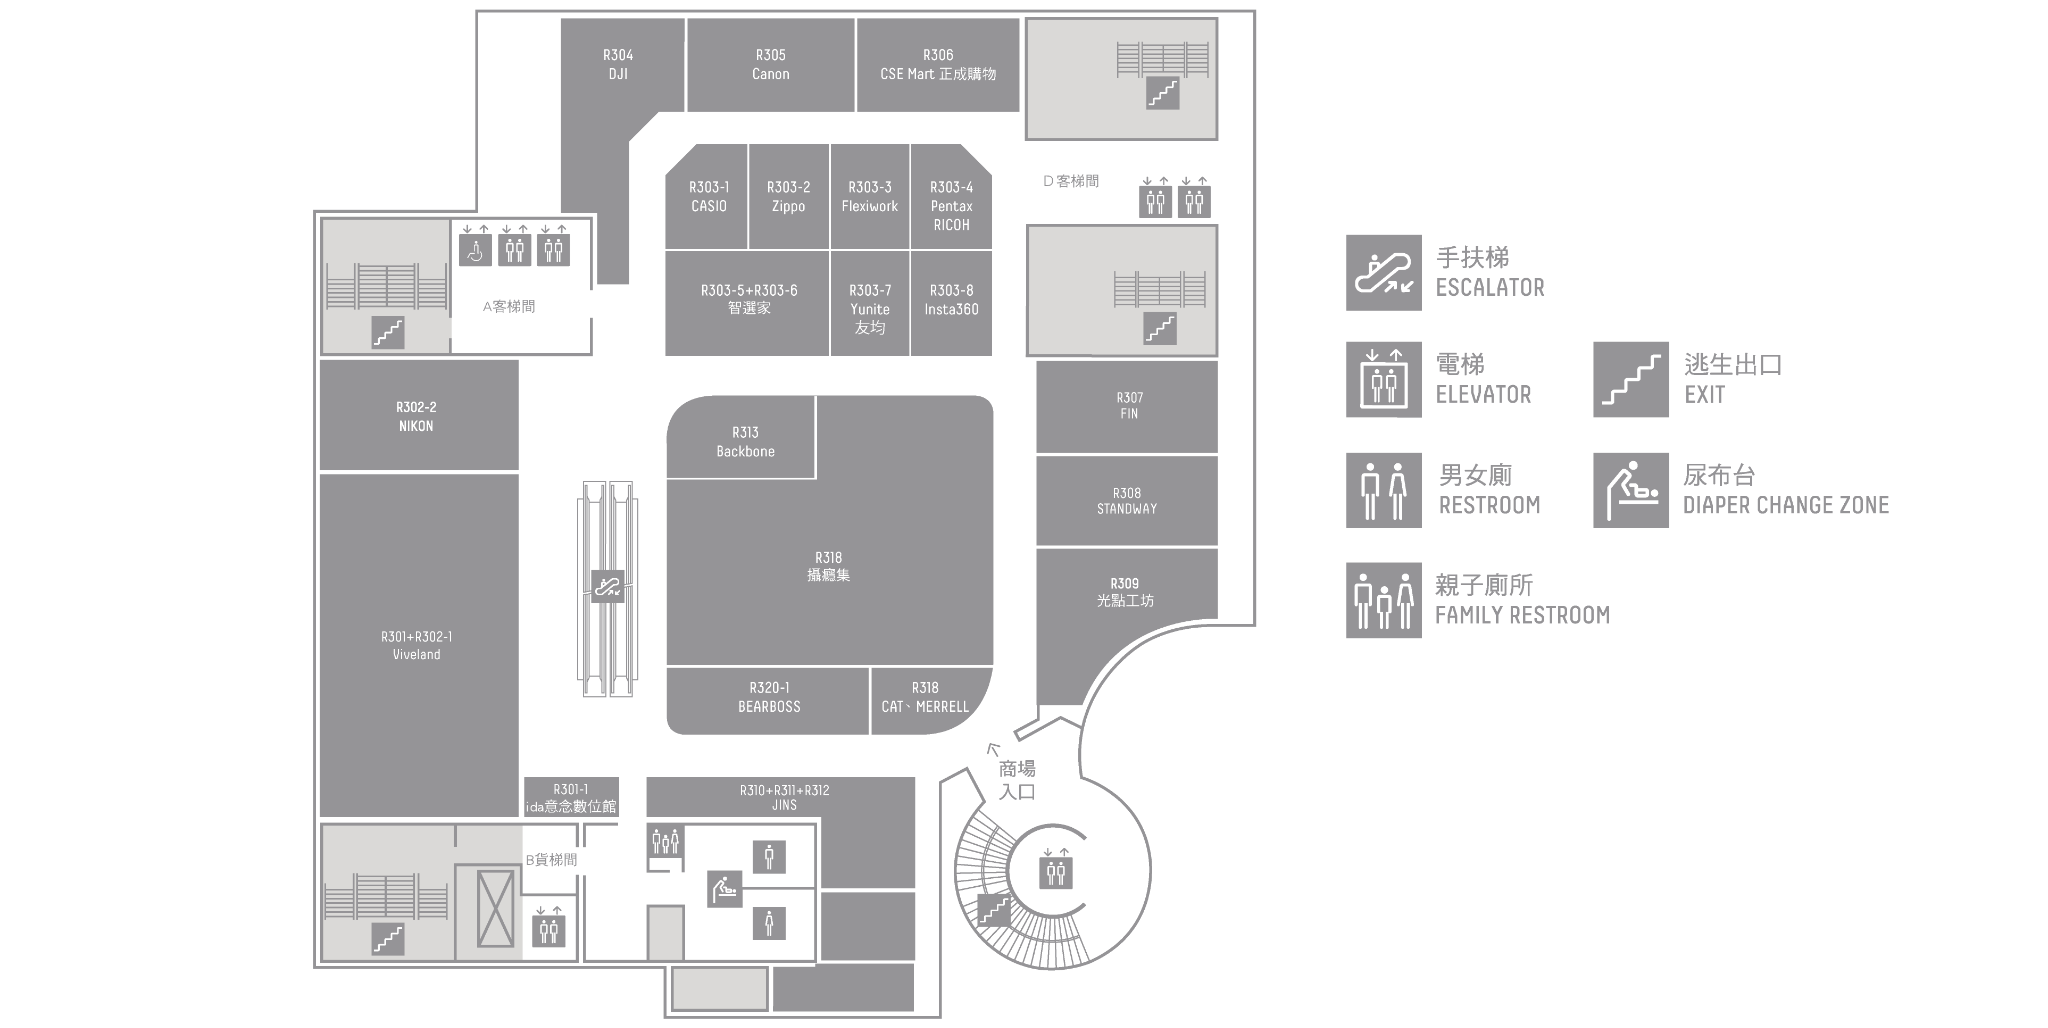 R304
DJI
R305
Canon
R306
CSE Mart 正成購物
R303-1
CASIO
R303-2
Zippo
R303-3
Flexiwork
R303-4
Pentax
RICOH
D客梯間
A客梯間
R303-5+R303-6
智選家
R303-7
Yunite
友均
R303-8
Insta360
R302-2
NIKON
R313
Backbone
R307
FIN
R308
STANDWAY
R318
攝癮集
R309
光點工坊
R301+R302-1
Viveland
R320-1
BEARBOSS
R318
CAT、MERRELL
商場
入口
R301-1
ida意念數位館
R310+R311+R312
JINS
B貨梯間
手扶梯
ESCALATOR
電梯
ELEVATOR
逃生出口
EXIT
男女廁
RESTROOM
尿布台
DIAPER CHANGE ZONE
親子廁所
FAMILY RESTROOM